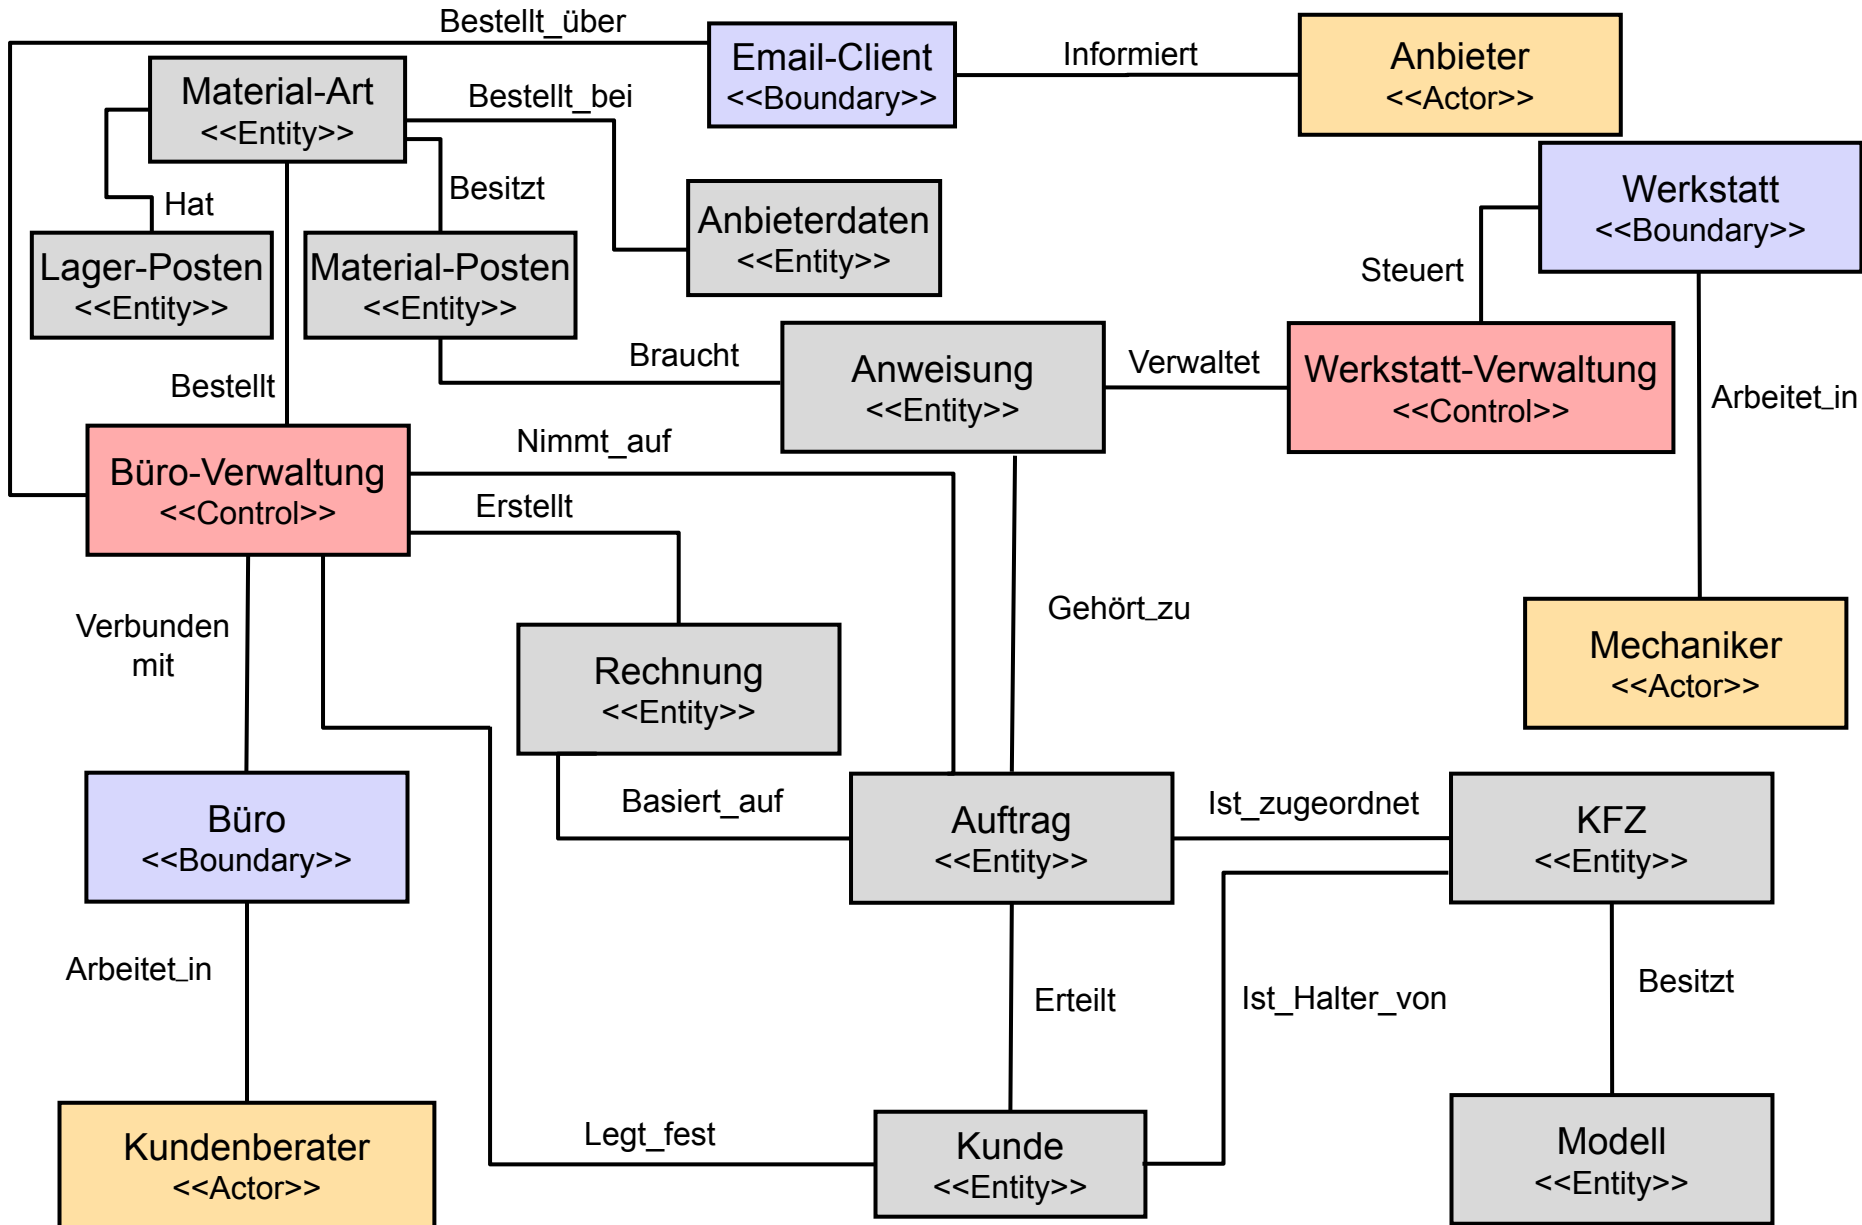 Bestellt_über
Email-Client
<<Boundary>>
Informiert
Anbieter
<<Actor>>
Material-Art
<<Entity>>
Bestellt_bei
Hat
Besitzt
Anbieterdaten
<<Entity>>
Werkstatt
<<Boundary>>
Lager-Posten
<<Entity>>
Material-Posten
<<Entity>>
Steuert
Bestellt
Braucht
Anweisung
<<Entity>>
Verwaltet
Werkstatt-Verwaltung
<<Control>>
Arbeitet_in
Büro-Verwaltung
<<Control>>
Nimmt_auf
Erstellt
Verbunden
mit
Gehört_zu
Rechnung
<<Entity>>
Mechaniker
<<Actor>>
Büro
<<Boundary>>
Basiert_auf
Auftrag
<<Entity>>
Ist_zugeordnet
KFZ
<<Entity>>
Arbeitet_in
Erteilt
Ist_Halter_von
Besitzt
Kundenberater
<<Actor>>
Legt_fest
Kunde
<<Entity>>
Modell
<<Entity>>